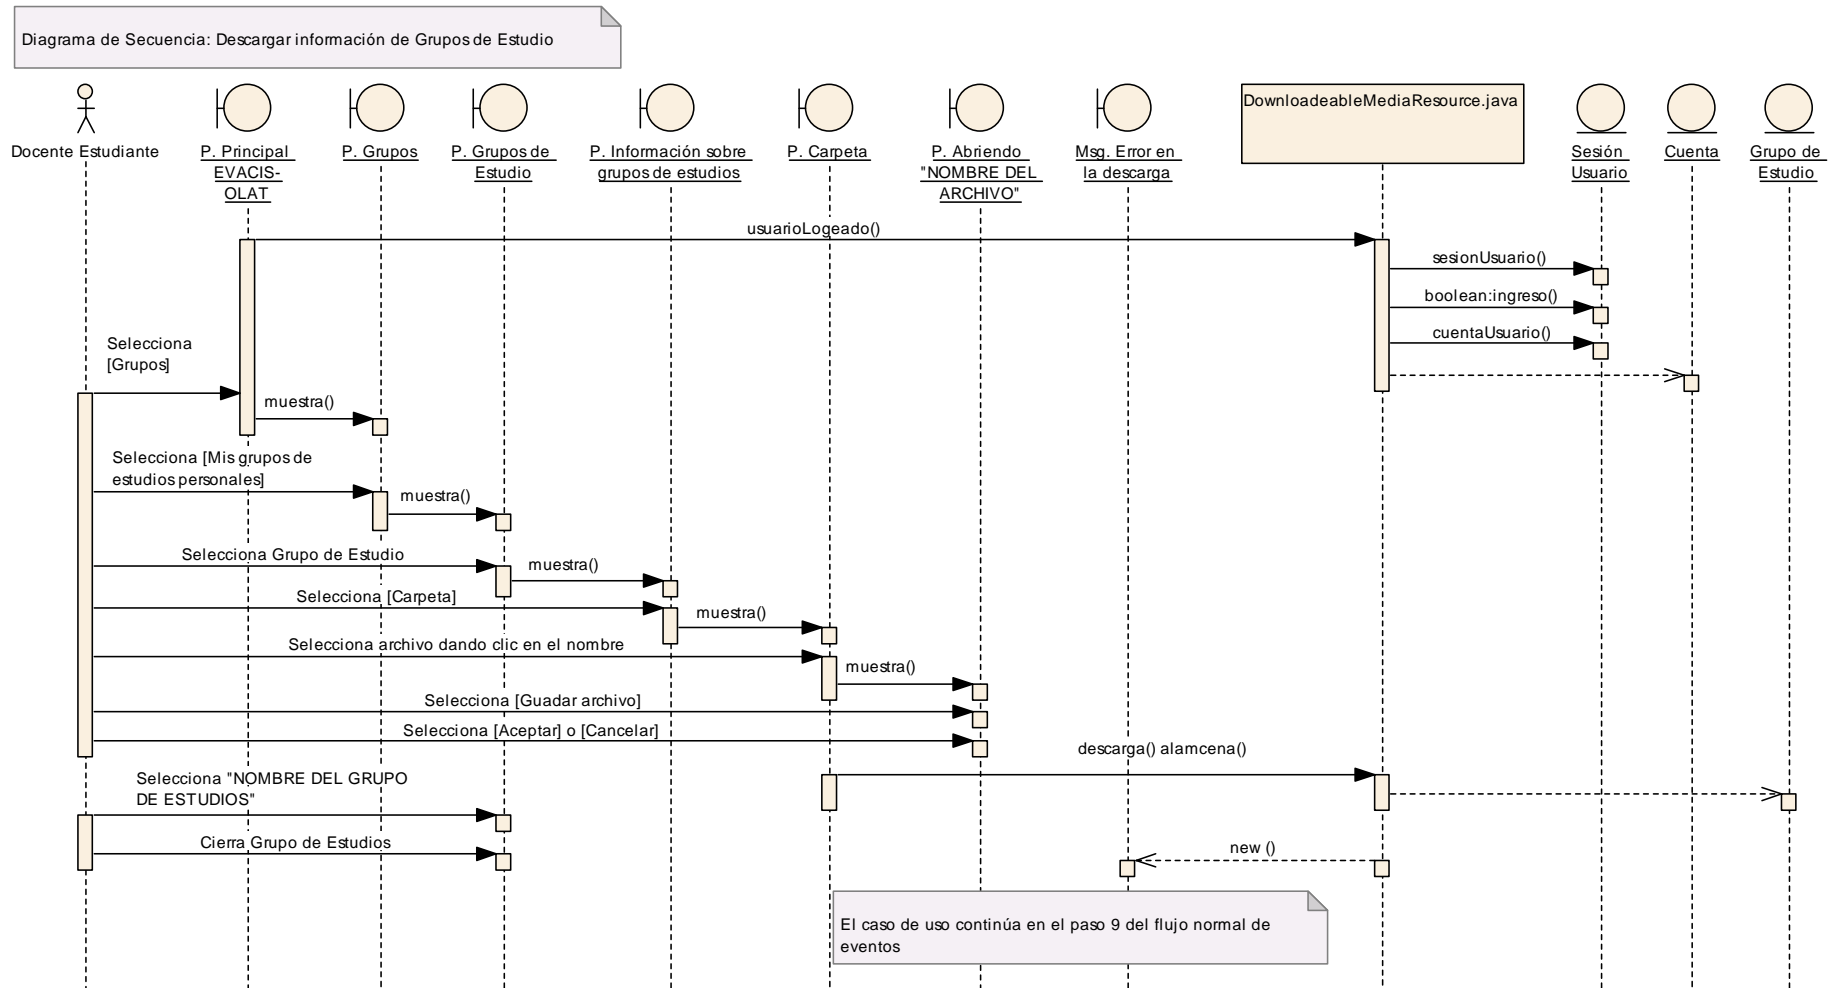 Diagrama de Secuencia: Descargar información de Grupos de Estudio
Docente Estudiante
P. Principal
EVACIS-
OLAT
P. Grupos
P. Grupos de
Estudio
P. Información sobre
grupos de estudios
P. Carpeta
P. Abriendo
"NOMBRE DEL
ARCHIVO"
Msg. Error en
la descarga
DownloadeableMediaResource.java
Sesión
Usuario
Cuenta
Grupo de
Estudio
usuarioLogeado()
sesionUsuario()
boolean:ingreso()
cuentaUsuario()
Selecciona
[Grupos]
muestra()
Selecciona [Mis grupos de
estudios personales]
muestra()
Selecciona Grupo de Estudio
muestra()
Selecciona [Carpeta]
muestra()
Selecciona archivo dando clic en el nombre
muestra()
Selecciona [Guadar archivo]
Selecciona [Aceptar] o [Cancelar]
descarga() alamcena()
Selecciona "NOMBRE DEL GRUPO
DE ESTUDIOS"
Cierra Grupo de Estudios
new ()
El caso de uso continúa en el paso 9 del flujo normal de
eventos